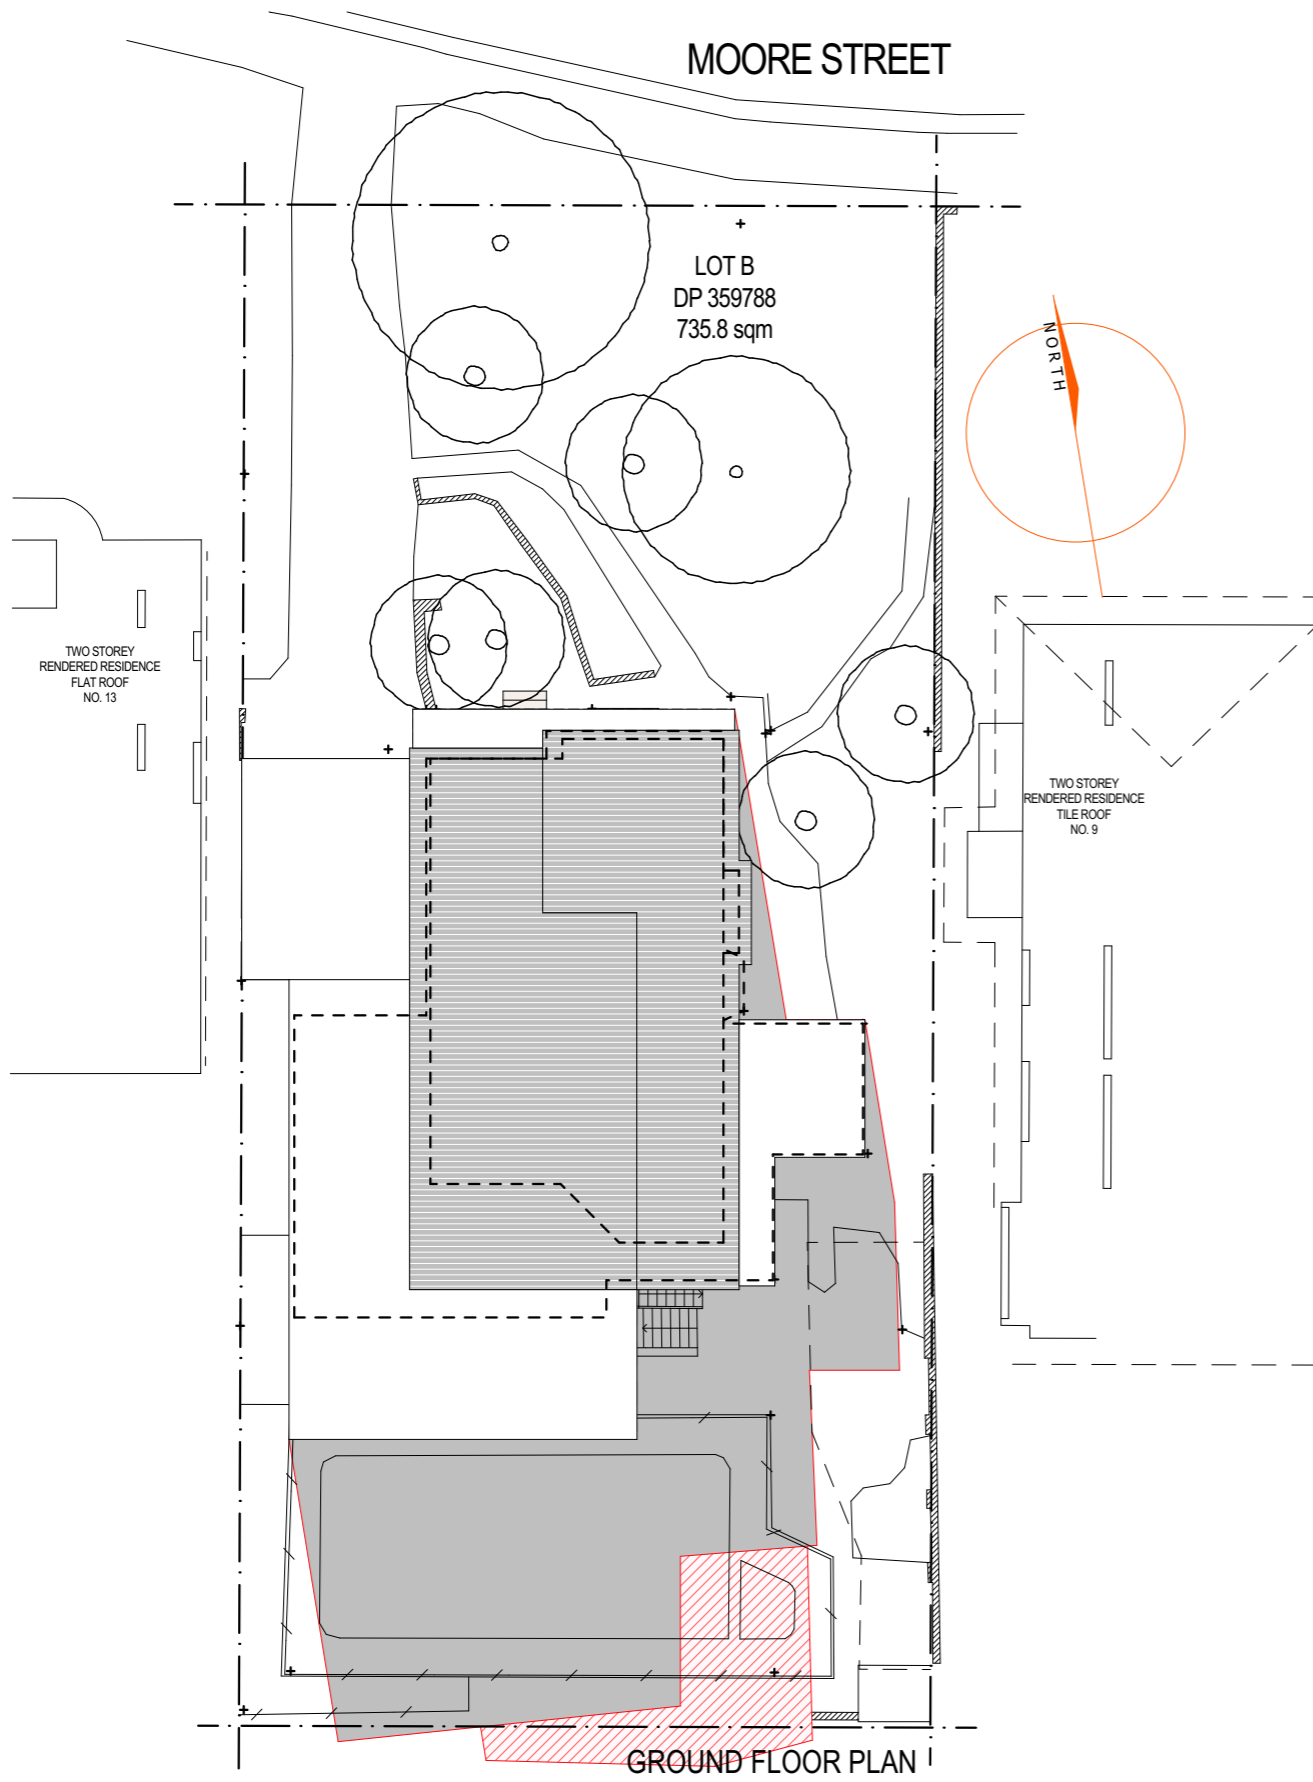 MOORE STREET
LOT B
DP 359788
735.8 sqm
NORTH
TWO STOREY
RENDERED RESIDENCE
FLAT ROOF
NO. 13
TWO STOREY
RENDERED RESIDENCE
TILE ROOF
NO. 9
GROUND FLOOR PLAN